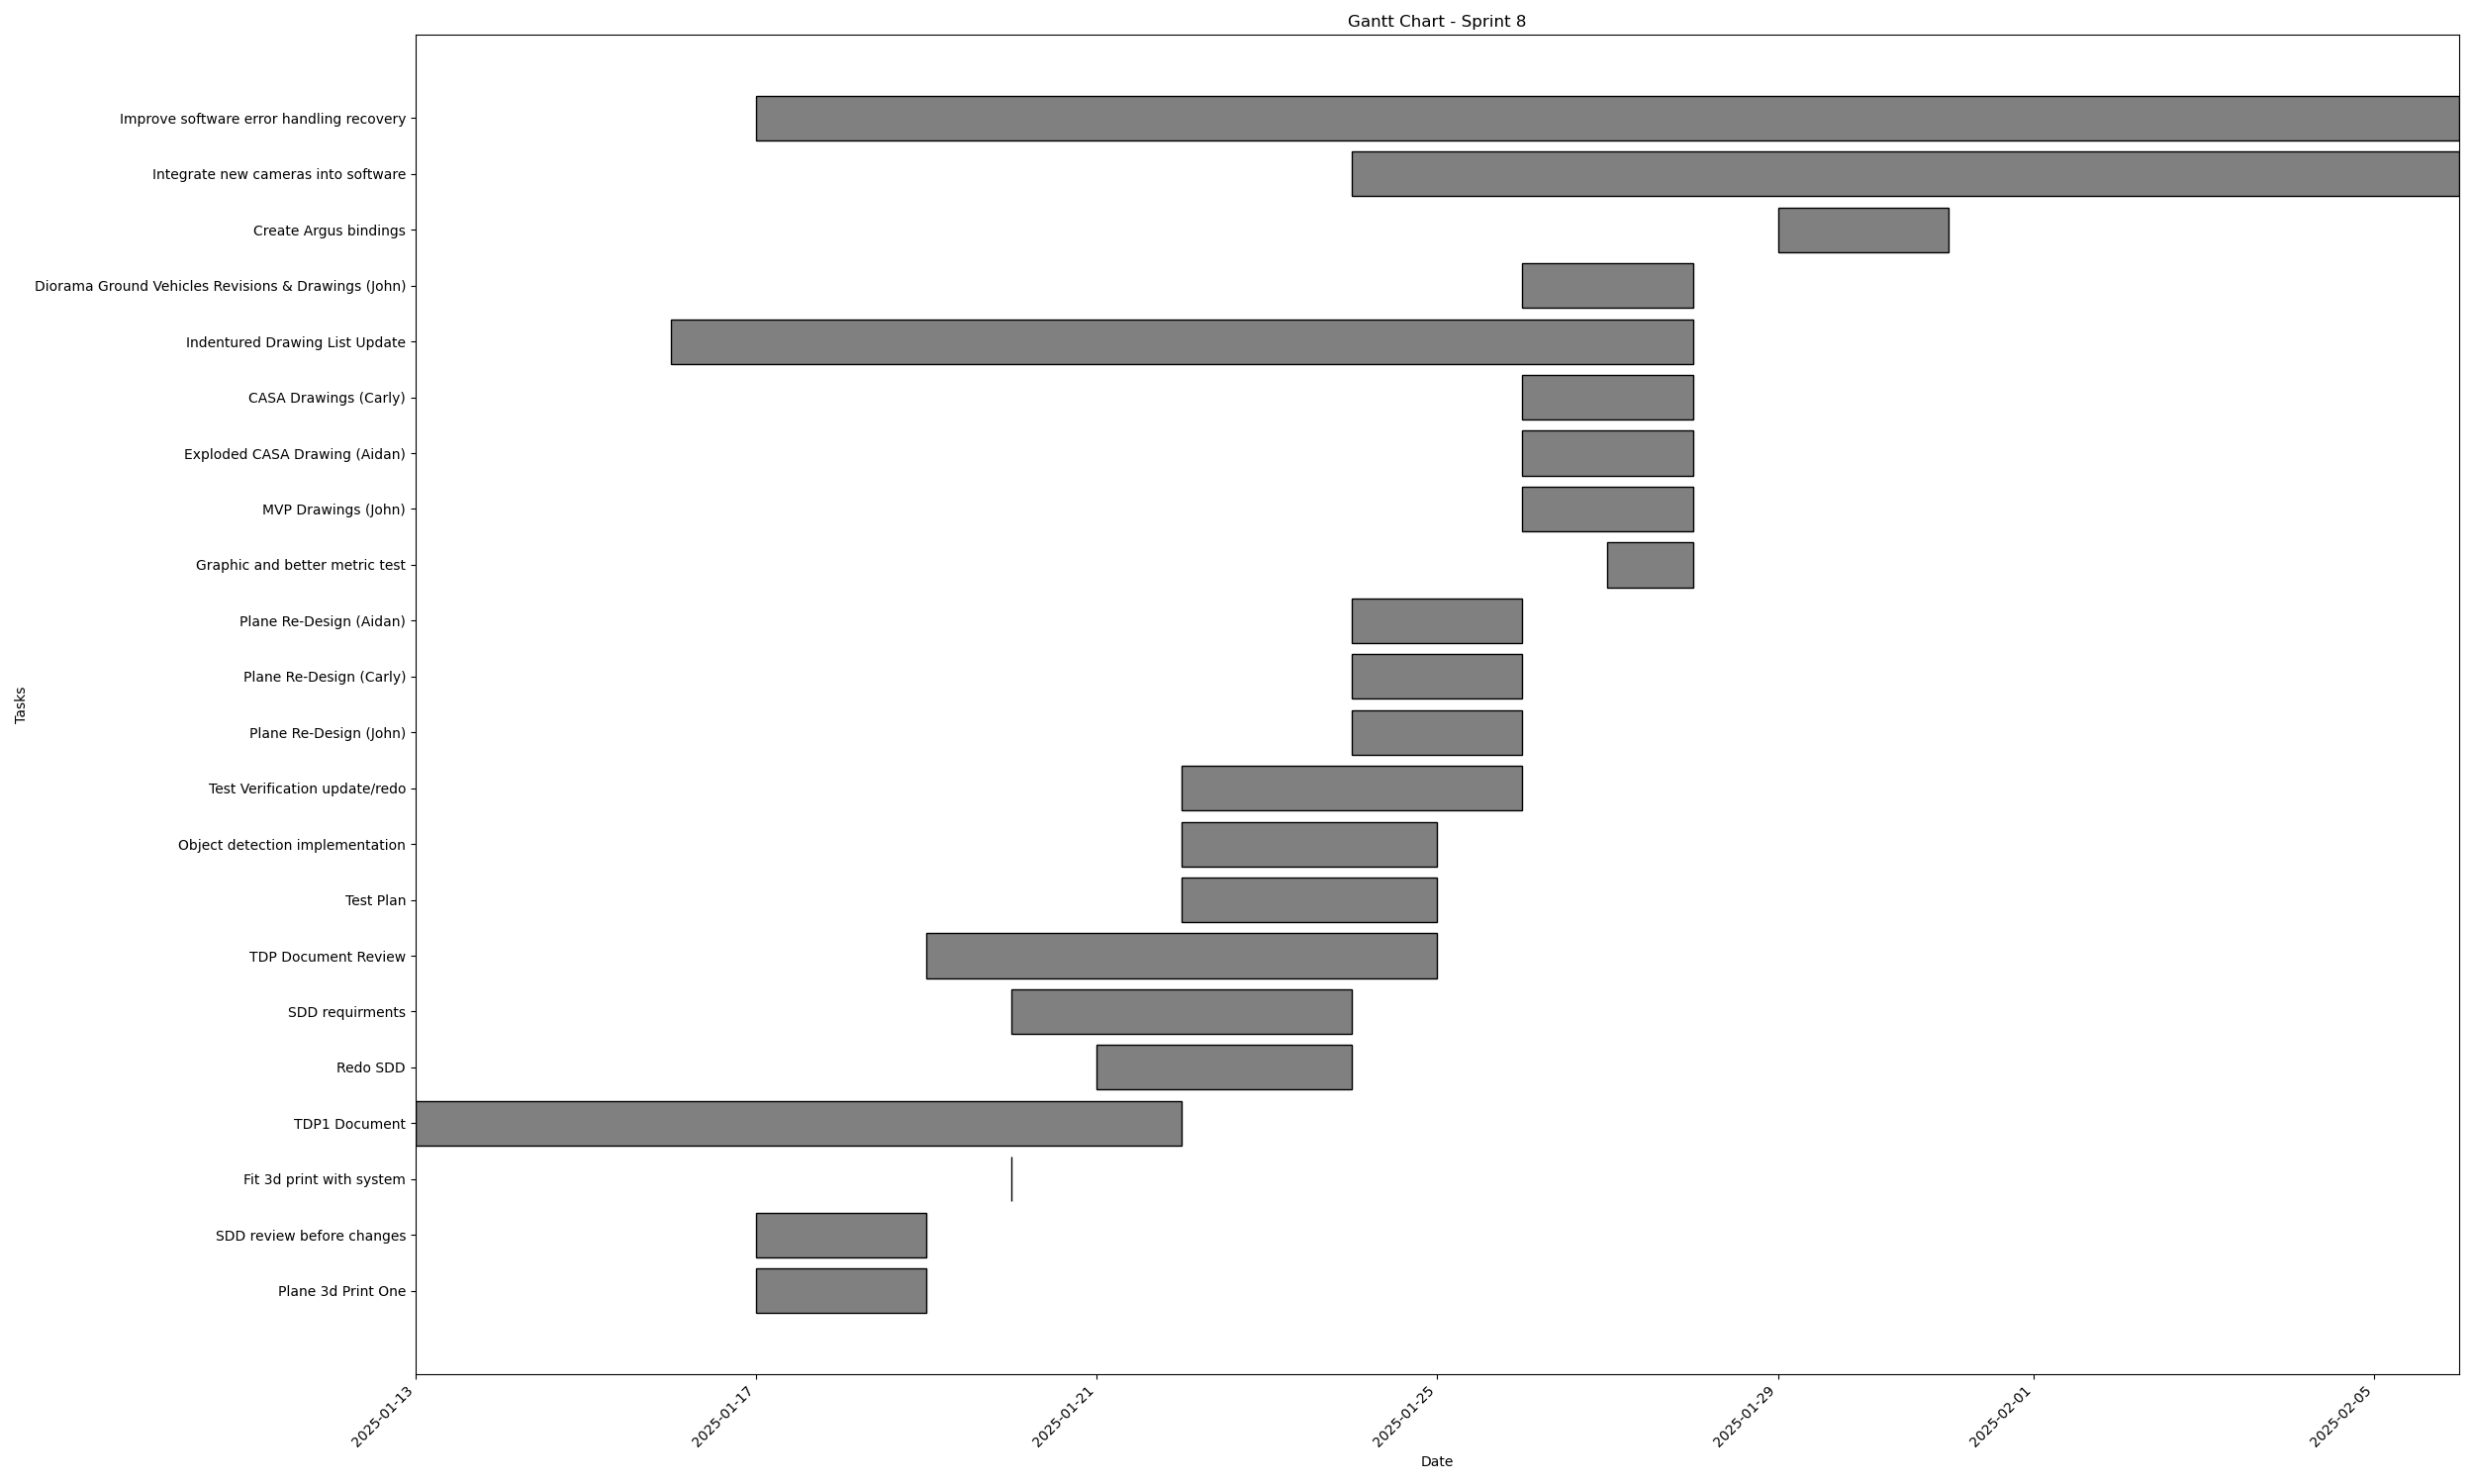 Gantt Chart - Sprint 8
Improve software error handling recovery
Integrate new cameras into software
Create Argus bindings
Diorama Ground Vehicles Revisions & Drawings (John)
Indentured Drawing List Update
CASA Drawings (Carly)
Exploded CASA Drawing (Aidan)
MVP Drawings (John)
Graphic and better metric test
Plane Re-Design (Aidan)
Plane Re-Design (Carly)
Plane Re-Design (John)
Test Verification update/redo
Object detection implementation
Test Plan
TDP Document Review
SDD requirments
Redo SDD
TDP1 Document
Fit 3d print with system
SDD review before changes
Plane 3d Print One
Tasks
2025-01-13
2025-01-17
2025-01-21
2025-01-25
2025-01-29
2025-02-01
2025-02-05
Date